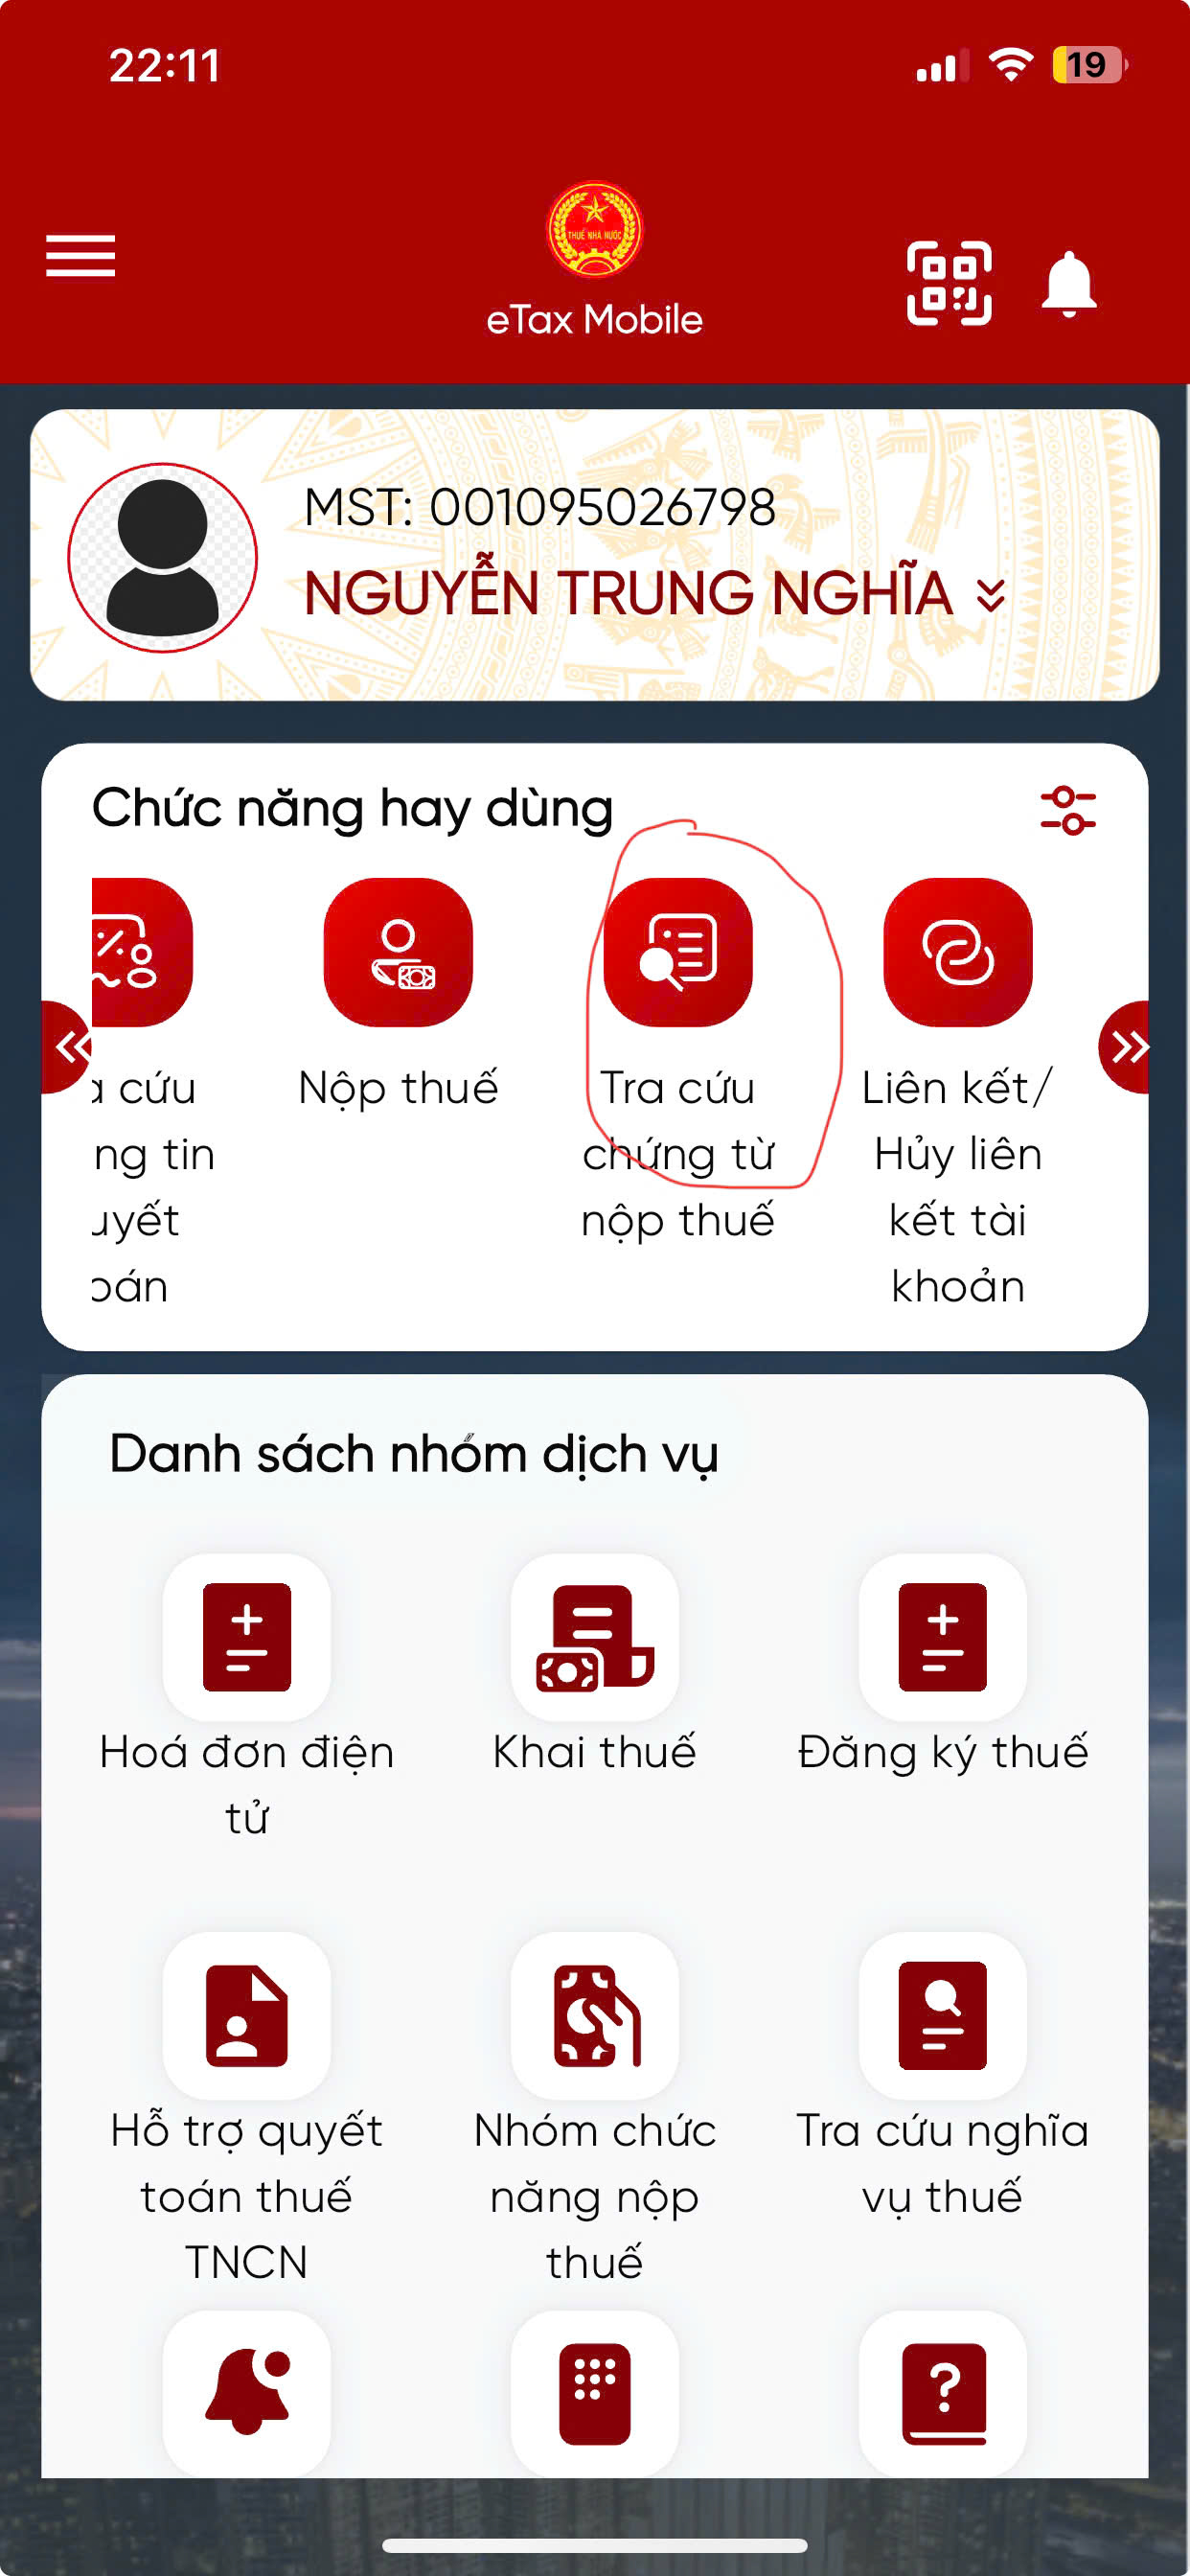 22:11
19
THUẾ NHÀ NƯỚC
eTax Mobile
MST: 001095026798
NGUYỄN TRUNG NGHĨA
Chức năng hay dùng
cứu
ng tin
uyết
oán
Nộp thuế
Tra cứu
chứng từ
nộp thuế
Liên kết/
Hủy liên
kết tài
khoản
Danh sách nhóm dịch vụ
Hoá đơn điện
tử
Khai thuế
Đăng ký thuế
Hỗ trợ quyết
toán thuế
TNCN
Nhóm chức
năng nộp
thuế
Tra cứu nghĩa
vụ thuế